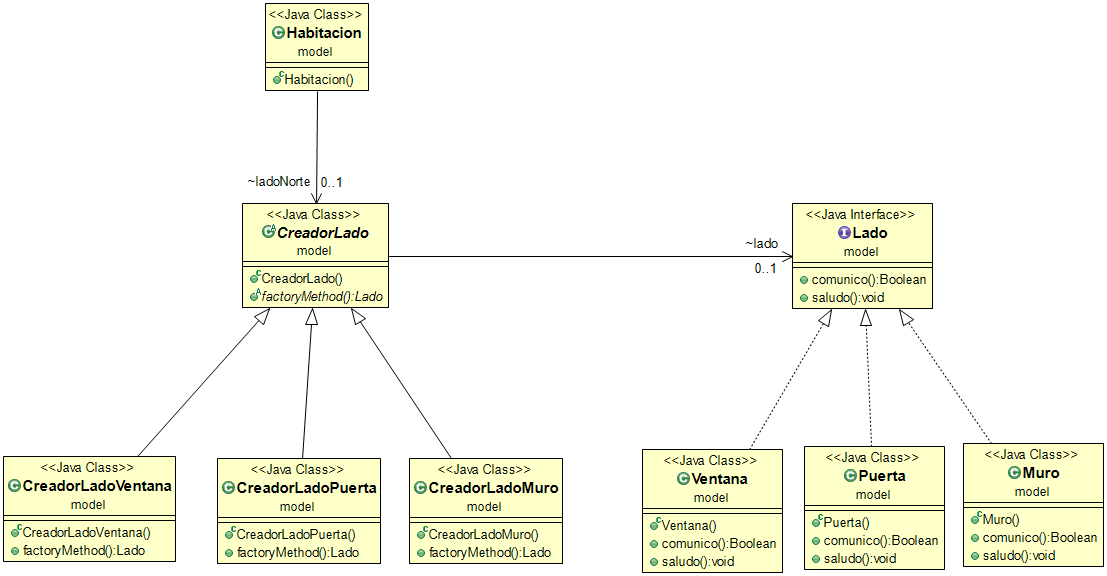 <<Java Class>>
Habitacion
model
Habitacion()
~ladoNorte
0..1
<<Java Class>>
CreadorLado
model
CreadorLado()
factoryMethod():Lado
~lado
0..1
<<Java Interface>>
Lado
model
comunico():Boolean
saludo():void
<<Java Class>>
CreadorLadoVentana
model
CreadorLadoVentana()
factoryMethod():Lado
<<Java Class>>
CreadorLadoPuerta
model
CreadorLadoPuerta()
factoryMethod():Lado
<<Java Class>>
CreadorLadoMuro
model
CreadorLadoMuro()
factoryMethod():Lado
<<Java Class>>
Ventana
model
Ventana()
comunico():Boolean
saludo():void
<<Java Class>>
Puerta
model
Puerta()
comunico():Boolean
saludo():void
<<Java Class>>
Muro
model
Muro()
comunico():Boolean
saludo():void